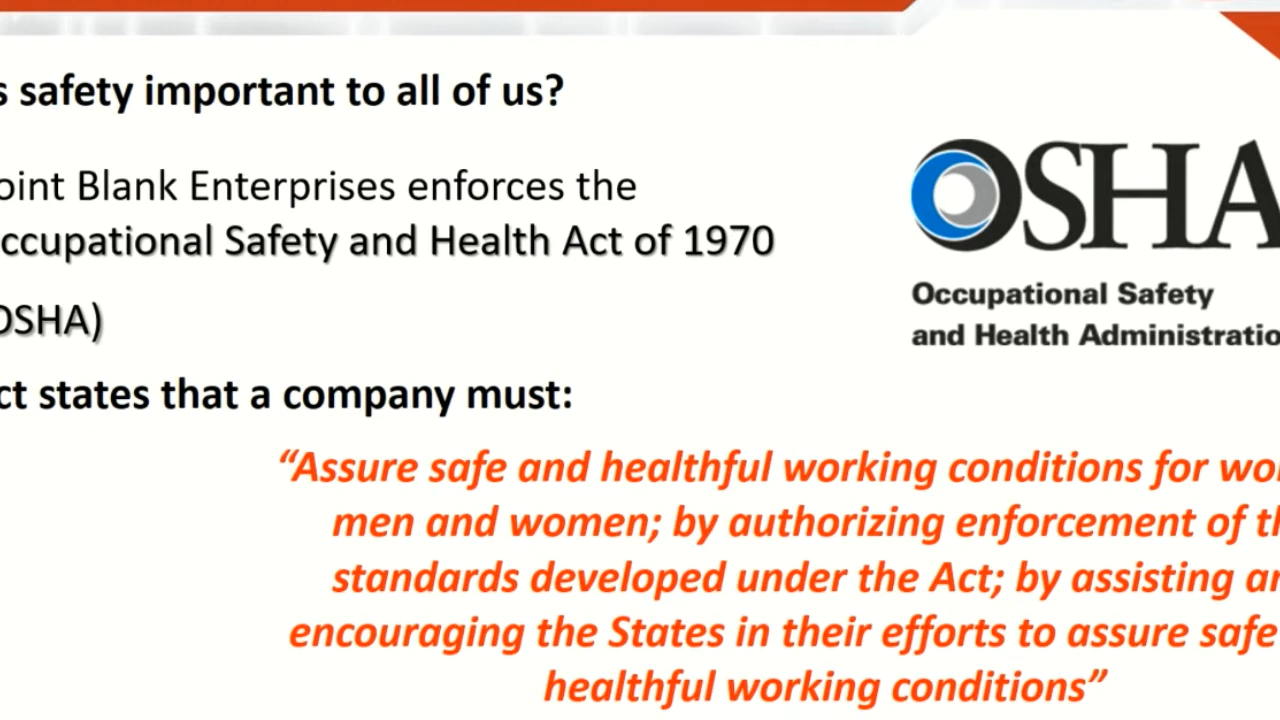 s safety important to all of us?
oint Blank Enterprises enforces the
ccupational Safety and Health Act of 1970
OSHA)
OSHA
Occupational Safety
and Health Administratio
ct states that a company must:
“Assure safe and healthful working conditions for wor
men and women; by authorizing enforcement of th
standards developed under the Act; by assisting an
encouraging the States in their efforts to assure safe
healthful working conditions”